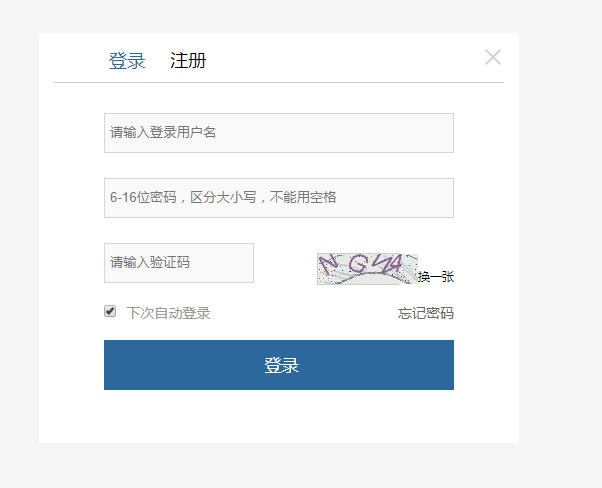 登录 注册
请输入登录用户名
6-16位密码，区分大小写，不能用空格
请输入验证码 换一张
下次自动登录 忘记密码
登录